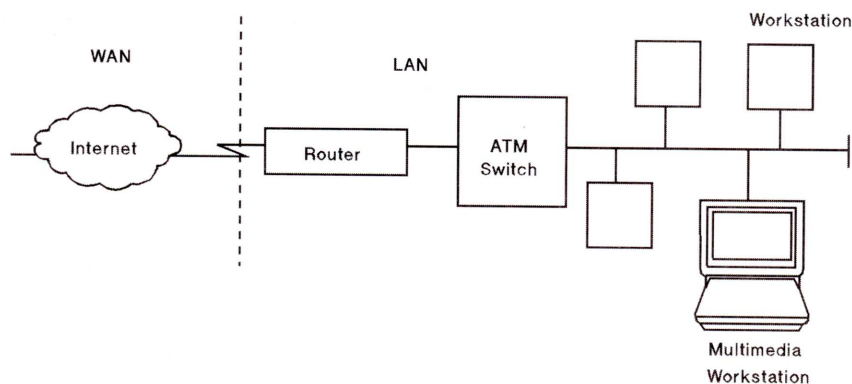 Workstation
WAN
LAN
Internet
Router
ATM
Switch
Multimedia
Workstation